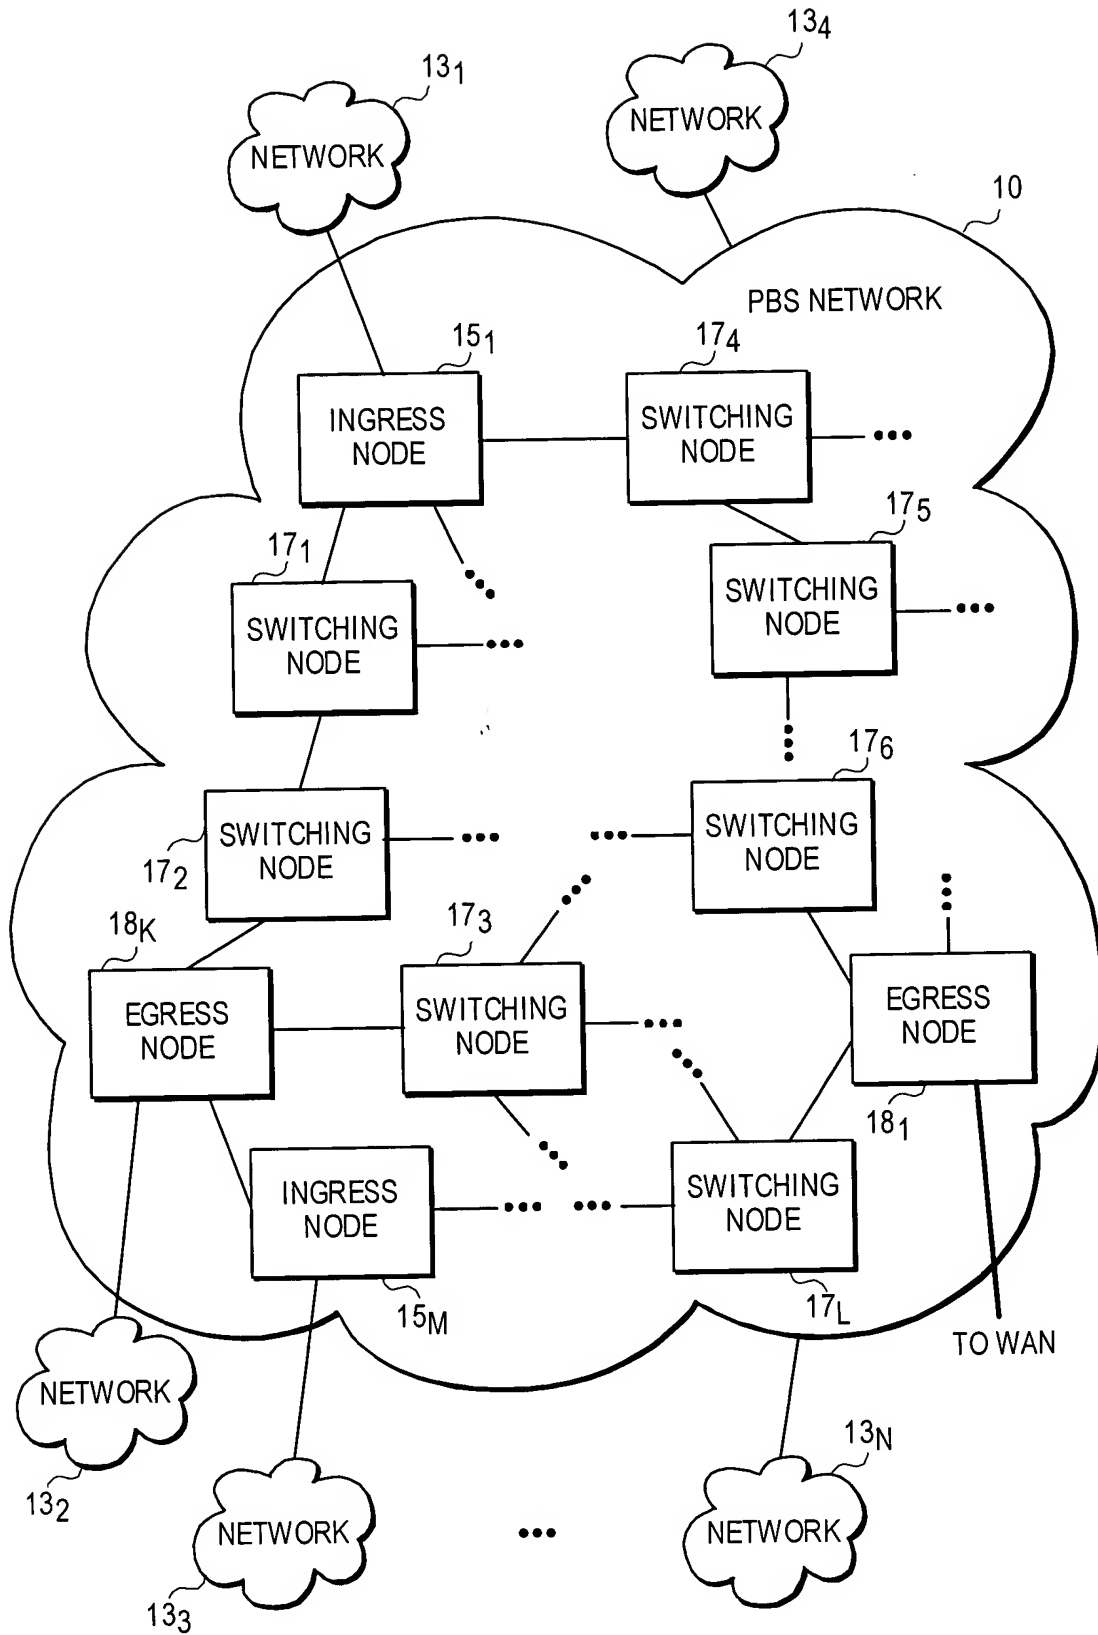 13₄
13₁
NETWORK
NETWORK
10
PBS NETWORK
15₁
17₄
INGRESS
NODE
SWITCHING
NODE
17₅
17₁
SWITCHING
NODE
SWITCHING
NODE
17₆
SWITCHING
NODE
SWITCHING
NODE
17₂
18K
17₃
EGRESS
NODE
SWITCHING
NODE
EGRESS
NODE
18₁
INGRESS
NODE
SWITCHING
NODE
15M
17L
TO WAN
NETWORK
13₂
13N
NETWORK
NETWORK
13₃